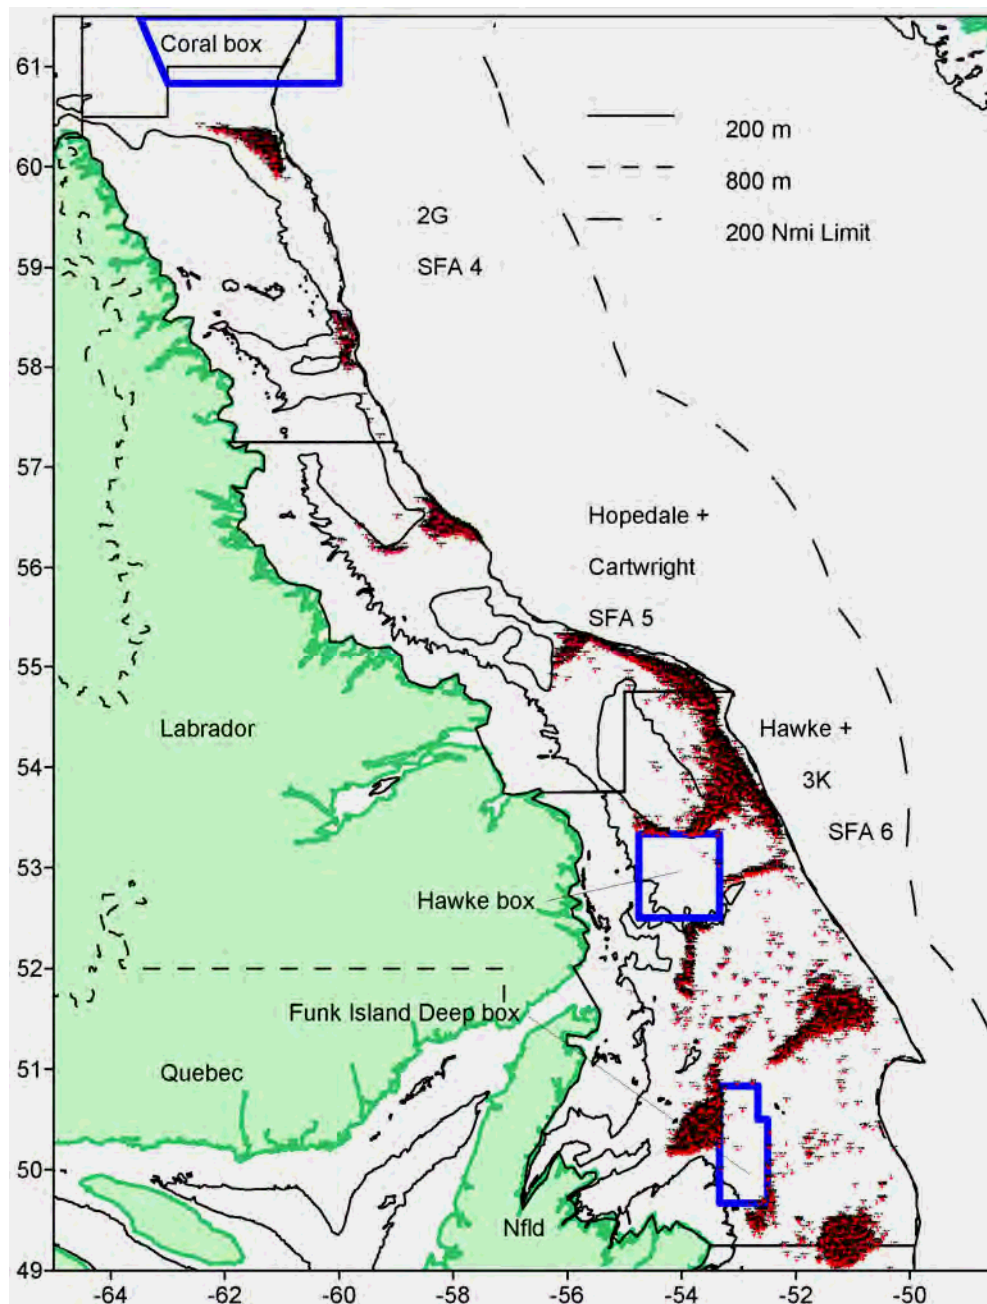 Coral box
61
200 m
60
800 m
2G
200 Nmi Limit
SFA 4
59
58
57
Hopedale +
56
Cartwright
SFA 5
55
Labrador
Hawke +
54
3K
SFA 6
53
Hawke box
52
Funk Island Deep box
51
Quebec
50
Nfld
49
-64 -62 -60 -58 -56 -54 -52 -50